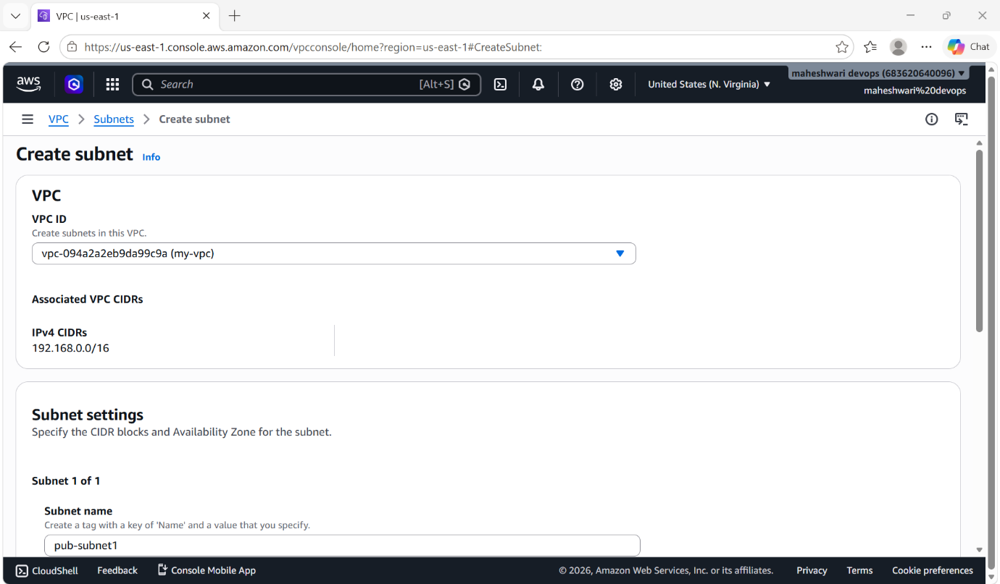 VPC | us-east-1
https://us-east-1.console.aws.amazon.com/vpcconsole/home?region=us-east-1#CreateSubnet:
Chat
aws
Search
[Alt+S]
United States (N. Virginia)
maheshwari devops (683620640096)
maheshwari%20devops
VPC
Subnets
Create subnet
Create subnet
Info
VPC
VPC ID
Create subnets in this VPC.
vpc-094a2a2eb9da99c9a (my-vpc)
Associated VPC CIDRs
IPv4 CIDRs
192.168.0.0/16
Subnet settings
Specify the CIDR blocks and Availability Zone for the subnet.
Subnet 1 of 1
Subnet name
Create a tag with a key of 'Name' and a value that you specify.
pub-subnet1
CloudShell
Feedback
Console Mobile App
© 2026, Amazon Web Services, Inc. or its affiliates.
Privacy
Terms
Cookie preferences